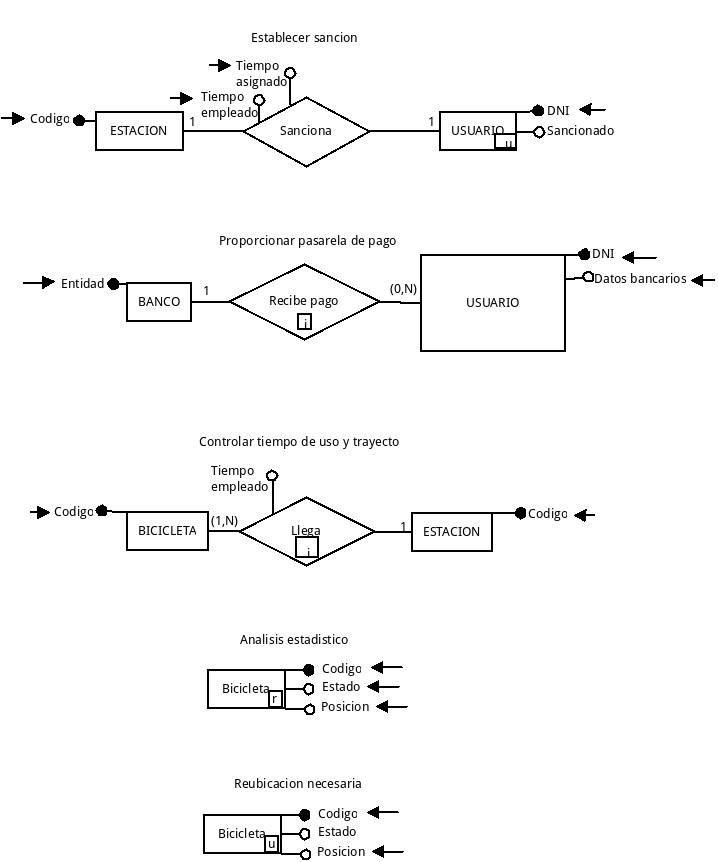 Establecer sancion
Tiempo
asignado
Tiempo
empleado
Codigo
ESTACION
1
Sanciona
1
USUARIO
u
DNI
Sancionado
Proporcionar pasarela de pago
Entidad
BANCO
1
Recibe pago
i
(0,N)
USUARIO
DNI
Datos bancarios
Controlar tiempo de uso y trayecto
Tiempo
empleado
Codigo
BICICLETA
(1,N)
Llega
i
1
ESTACION
Codigo
Analisis estadistico
Bicicleta
r
Codigo
Estado
Posicion
Reubicacion necesaria
Bicicleta
u
Codigo
Estado
Posicion